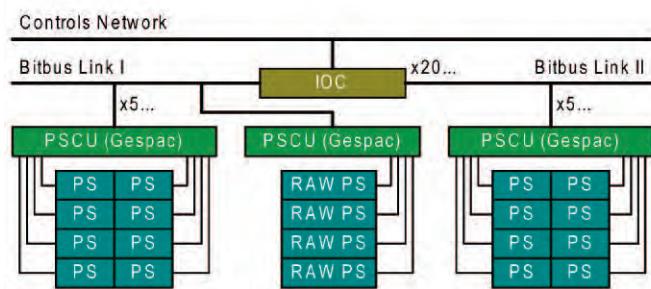 Controls Network
Bitbus Link I
IOC
x20...
Bitbus Link II
x5...
x5...
PSCU (Gespac)
PSCU (Gespac)
PSCU (Gespac)
PS PS
RAW PS
PS PS
PS PS
RAW PS
PS PS
PS PS
RAW PS
PS PS
PS PS
RAW PS
PS PS